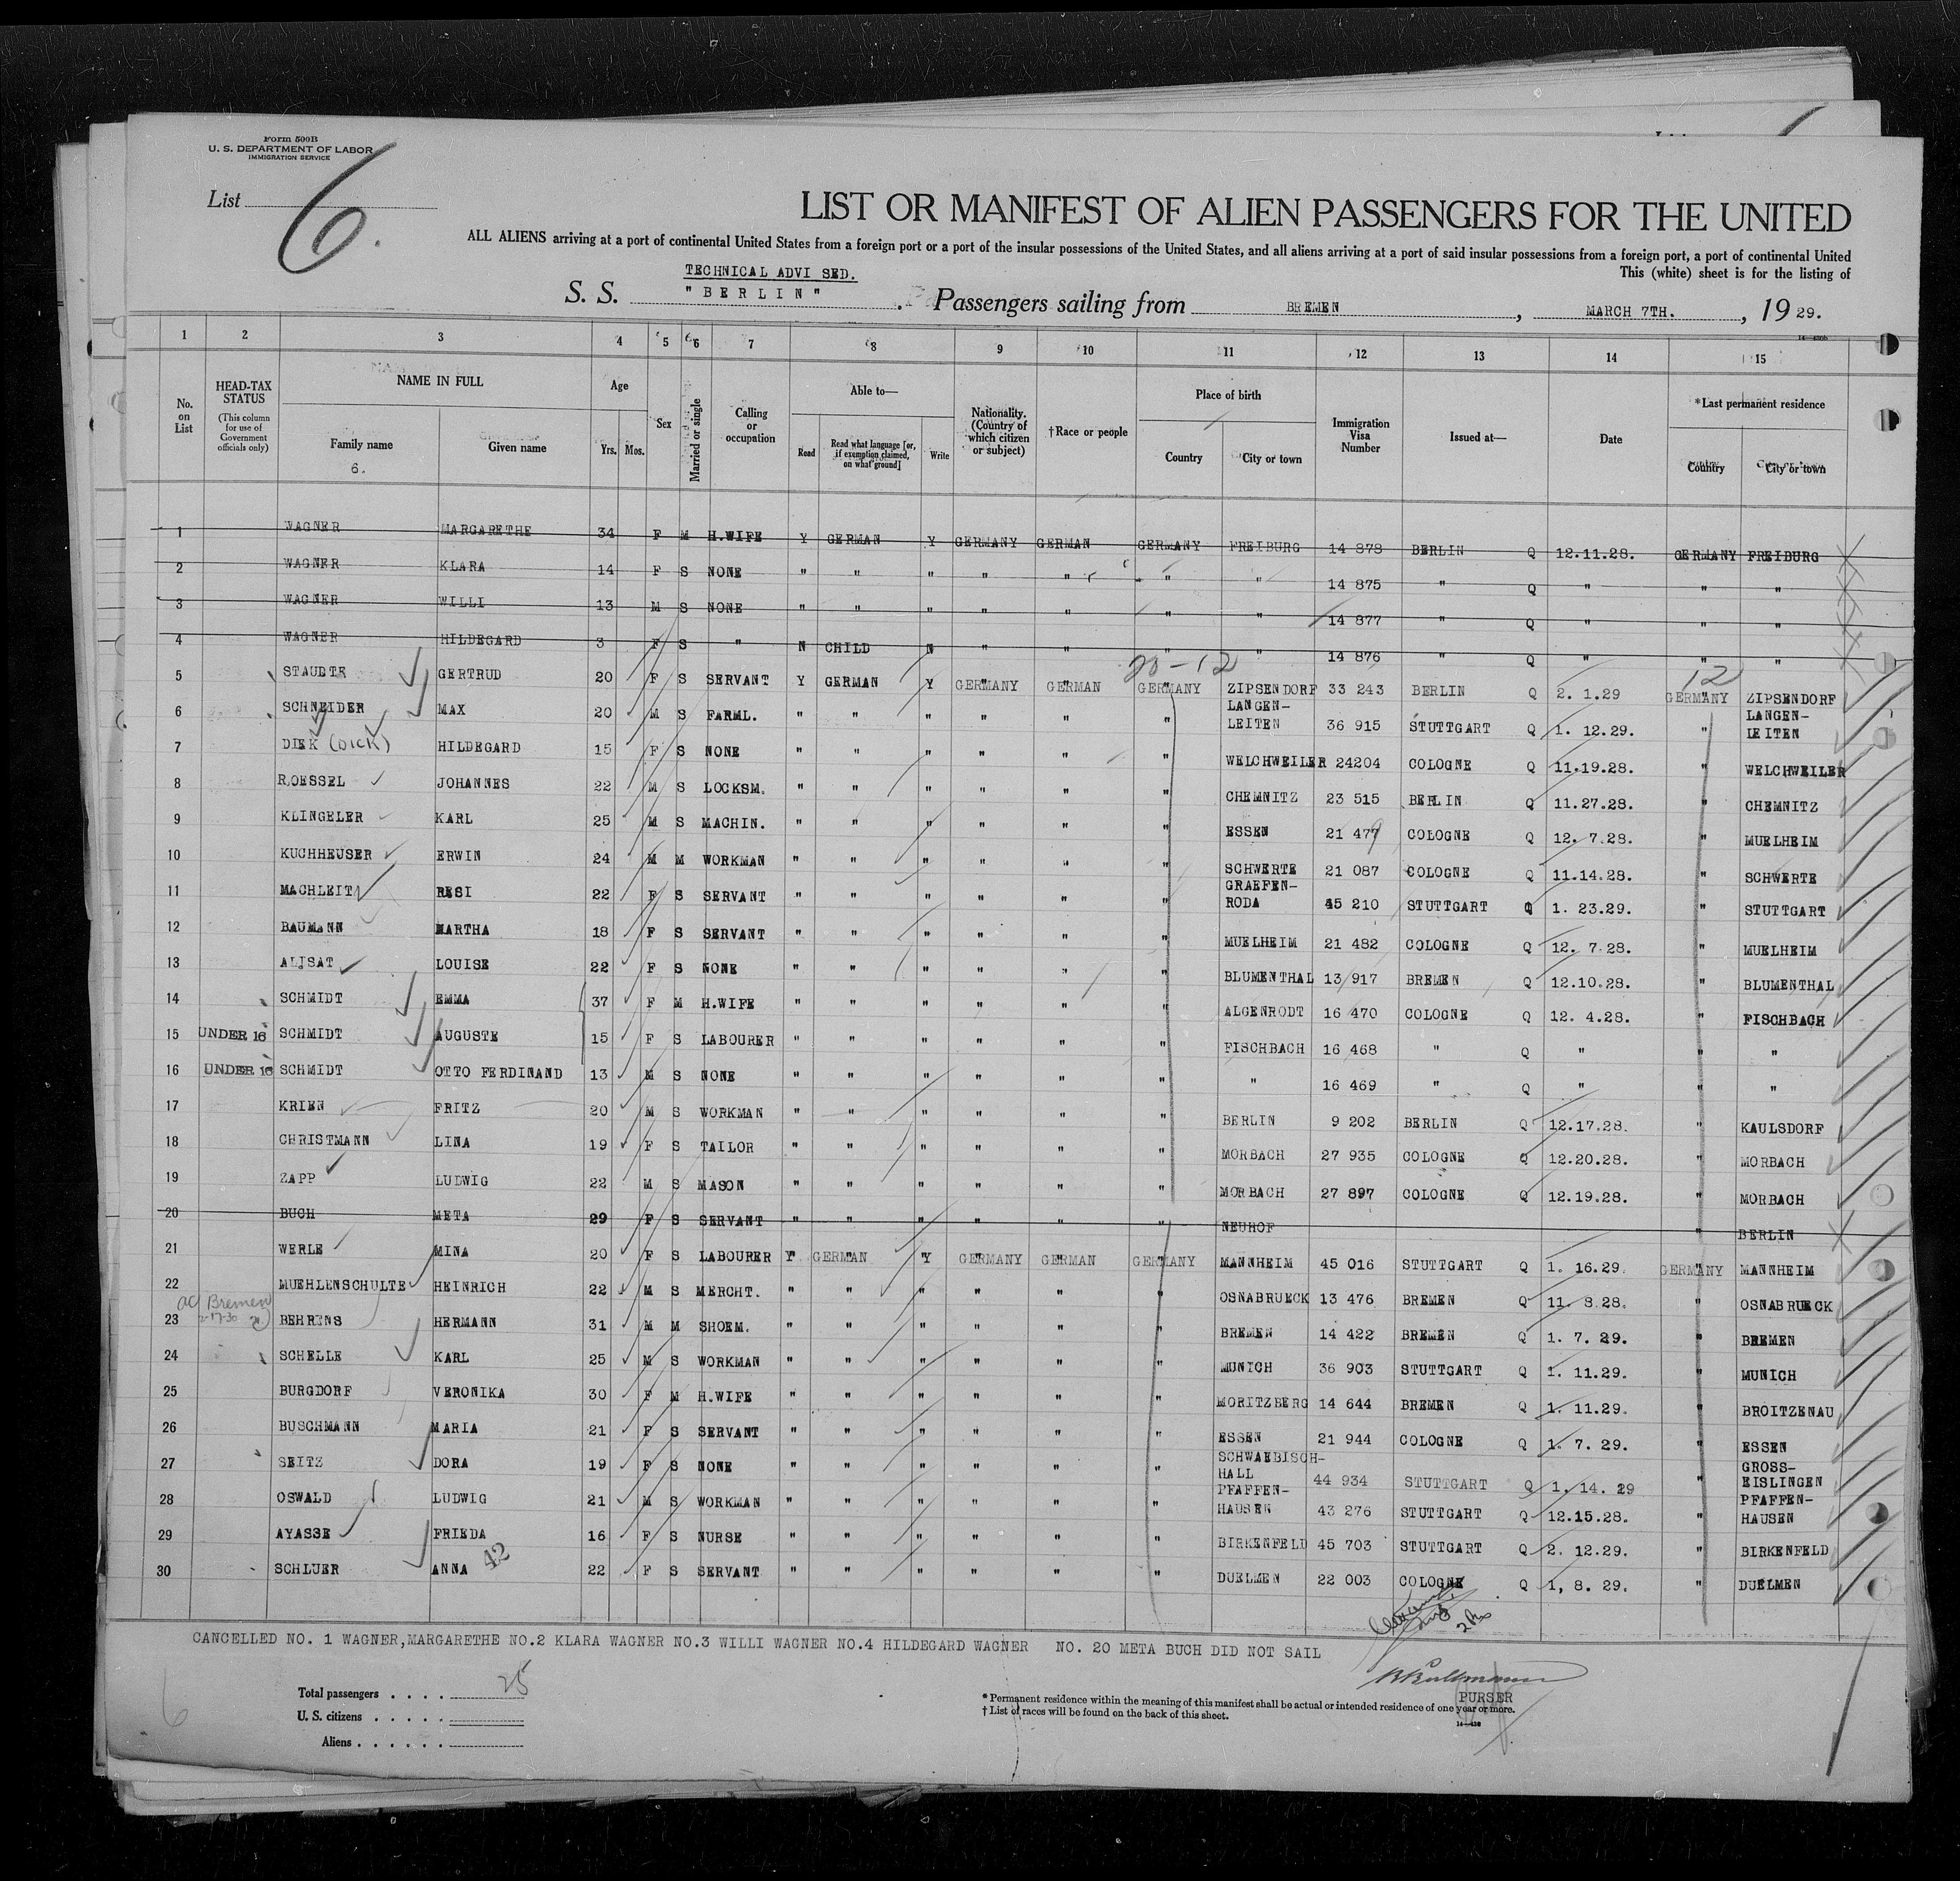 Form 500B
U. S. DEPARTMENT OF LABOR
IMMIGRATION SERVICE
List 6.
LIST OR MANIFEST OF ALIEN PASSENGERS FOR THE UNITED
ALL ALIENS arriving at a port of continental United States from a foreign port or a port of the insular possessions of the United States, and all aliens arriving at a port of said insular possessions from a foreign port, a port of continental United
This (white) sheet is for the listing of
TECHNICAL ADVI SED.
S. S. "BERLIN". Passengers sailing from BREMEN, MARCH 7TH., 1929.
1 2 3 4 5 6 7 8 9 10 11 12 13 14 15
No. on List
HEAD-TAX STATUS (This column for use of Government officials only)
NAME IN FULL
Family name
6.
Given name
Age
Yrs. Mos.
Sex
Married or single
Calling or occupation
Able to—
Read
Read what language [or, if exemption claimed, on what ground]
Write
Nationality. (Country of which citizen or subject)
†Race or people
Place of birth
Country
City or town
Immigration Visa Number
Issued at—
Date
*Last permanent residence
Country
City or town
1 WAGNER MARGARETHE 34 F M H.WIFE Y GERMAN Y GERMANY GERMAN GERMANY FREIBURG 14 878 BERLIN Q 12.11.28. GERMANY FREIBURG
2 WAGNER KLARA 14 F S NONE " " " " " " " 14 875 " Q " " "
3 WAGNER WILLI 13 M S NONE " " " " " " " 14 877 " Q " " "
4 WAGNER HILDEGARD 3 F S " N CHILD N " " " " 14 876 " Q " " "
20-12 12
5 STAUDTE GERTRUD 20 F S SERVANT Y GERMAN Y GERMANY GERMAN GERMANY ZIPSENDORF 33 243 BERLIN Q 2. 1.29 GERMANY ZIPSENDORF
6 SCHNEIDER MAX 20 M S FARML. " " " " " " LANGEN-LEITEN 36 915 STUTTGART Q 1. 12.29. " LANGEN-LEITEN
7 DIEK (DICK) HILDEGARD 15 F S NONE " " " " " " WELCHWEILER 24204 COLOGNE Q 11.19.28. " WELCHWEILER
8 ROESSEL JOHANNES 22 M S LOCKSM. " " " " " " CHEMNITZ 23 515 BERLIN Q 11.27.28. " CHEMNITZ
9 KLINGELER KARL 25 M S MACHIN. " " " " " " ESSEN 21 477 COLOGNE Q 12. 7.28. " MUELHEIM
10 KUCHHEUSER ERWIN 24 M M WORKMAN " " " " " " SCHWERTE 21 087 COLOGNE Q 11.14.28. " SCHWERTE
11 MACHLEIT RESI 22 F S SERVANT " " " " " " GRAEFEN-RODA 45 210 STUTTGART Q 1. 23.29. " STUTTGART
12 BAUMANN MARTHA 18 F S SERVANT " " " " " " MUELHEIM 21 482 COLOGNE Q 12. 7.28. " MUELHEIM
13 ALISAT LOUISE 22 F S NONE " " " " " " BLUMENTHAL 13 917 BREMEN Q 12.10.28. " BLUMENTHAL
14 SCHMIDT EMMA 37 F M H.WIFE " " " " " " ALGENRODT 16 470 COLOGNE Q 12. 4.28. " FISCHBACH
15 UNDER 16 SCHMIDT AUGUSTE 15 F S LABOURER " " " " " " FISCHBACH 16 468 " Q " " "
16 UNDER 16 SCHMIDT OTTO FERDINAND 13 M S NONE " " " " " " " 16 469 " Q " " "
17 KRIEN FRITZ 20 M S WORKMAN " " " " " " BERLIN 9 202 BERLIN Q 12.17.28. " KAULSDORF
18 CHRISTMANN LINA 19 F S TAILOR " " " " " " MORBACH 27 935 COLOGNE Q 12.20.28. " MORBACH
19 ZAPP LUDWIG 22 M S MASON " " " " " " MORBACH 27 897 COLOGNE Q 12.19.28. " MORBACH
20 BUCH META 29 F S SERVANT " " " " " " NEUHOF " BERLIN
21 WERLE MINA 20 F S LABOURER Y GERMAN Y GERMANY GERMAN GERMANY MANNHEIM 45 016 STUTTGART Q 1. 16.29. GERMANY MANNHEIM
22 MUEHLENSCHULTE HEINRICH 22 M S MERCHT. " " " " " " OSNABRUECK 13 476 BREMEN Q 11. 8.28. " OSNABRUECK
Bremen
2-17-30
23 BEHRENS HERMANN 31 M M SHOEM. " " " " " " BREMEN 14 422 BREMEN Q 1. 7. 29. " BREMEN
24 SCHELLE KARL 25 M S WORKMAN " " " " " " MUNICH 36 903 STUTTGART Q 1. 11.29. " MUNICH
25 BURGDORF VERONIKA 30 F M H.WIFE " " " " " " MORITZBERG 14 644 BREMEN Q 1. 11.29. " BROITZENAU
26 BUSCHMANN MARIA 21 F S SERVANT " " " " " " ESSEN 21 944 COLOGNE Q 1. 7. 29. " ESSEN
27 SEITZ DORA 19 F S NONE " " " " " " SCHWAEBISCH-HALL 44 934 STUTTGART Q 1. 14. 29 " GROSS-EISLINGEN
28 OSWALD LUDWIG 21 M S WORKMAN " " " " " " PFAFFEN-HAUSEN 43 276 STUTTGART Q 12.15.28. " PFAFFEN-HAUSEN
29 AYASSE FRIEDA 16 F S NURSE " " " " " " BIRKENFELD 45 703 STUTTGART Q 2. 12.29. " BIRKENFELD
30 SCHLUER ANNA 42 22 F S SERVANT " " " " " " DUELMEN 22 003 COLOGNE Q 1, 8. 29. " DUELMEN
CANCELLED NO. 1 WAGNER,MARGARETHE NO.2 KLARA WAGNER NO.3 WILLI WAGNER NO.4 HILDEGARD WAGNER NO. 20 META BUCH DID NOT SAIL
Total passengers . . . . 25
U. S. citizens . . . . .
Aliens . . . . . .
6
PURSER
* Permanent residence within the meaning of this manifest shall be actual or intended residence of one year or more.
† List of races will be found on the back of this sheet.